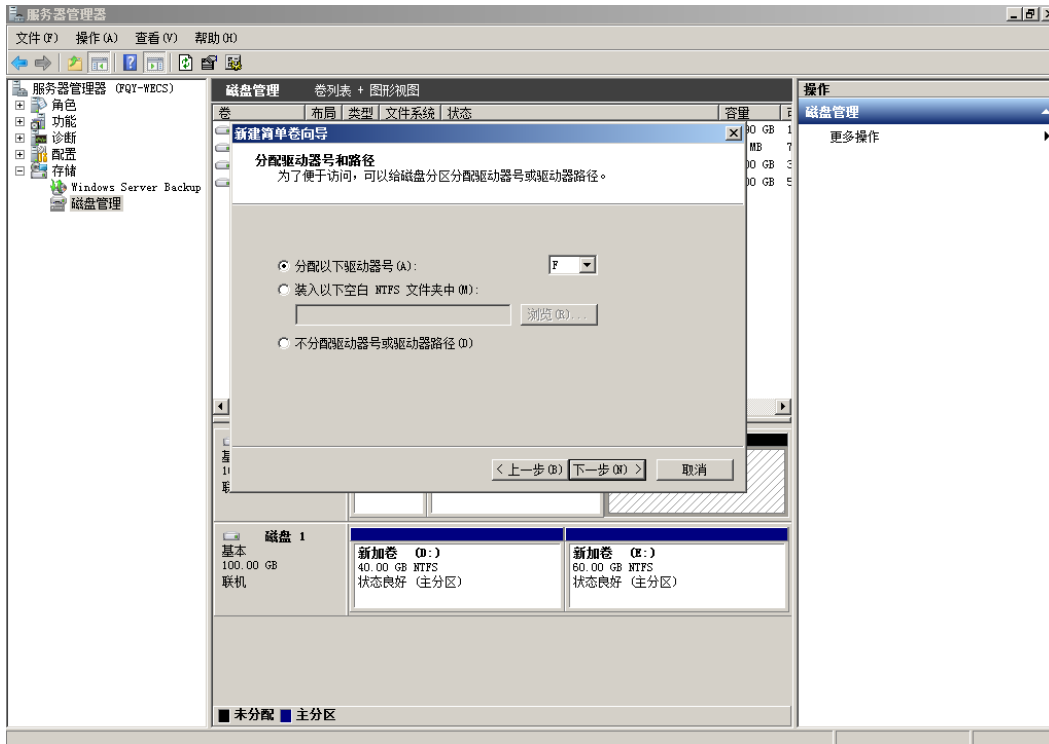 服务器管理器
文件(F) 操作(A) 查看(V) 帮助(H)
服务器管理器 (FQY-WECS)
角色
功能
诊断
配置
存储
Windows Server Backup
磁盘管理
磁盘管理 卷列表 + 图形视图
卷 布局 类型 文件系统 状态 容量
新建简单卷向导
分配驱动器号和路径
为了便于访问，可以给磁盘分区分配驱动器号或驱动器路径。
分配以下驱动器号(A): F
装入以下空白 NTFS 文件夹中(M):
浏览(R)...
不分配驱动器号或驱动器路径(D)
< 上一步(B) 下一步(N) > 取消
磁盘 1
基本
100.00 GB
联机
新加卷 (D:)
40.00 GB NTFS
状态良好 (主分区)
新加卷 (E:)
60.00 GB NTFS
状态良好 (主分区)
未分配 主分区
操作
磁盘管理
更多操作